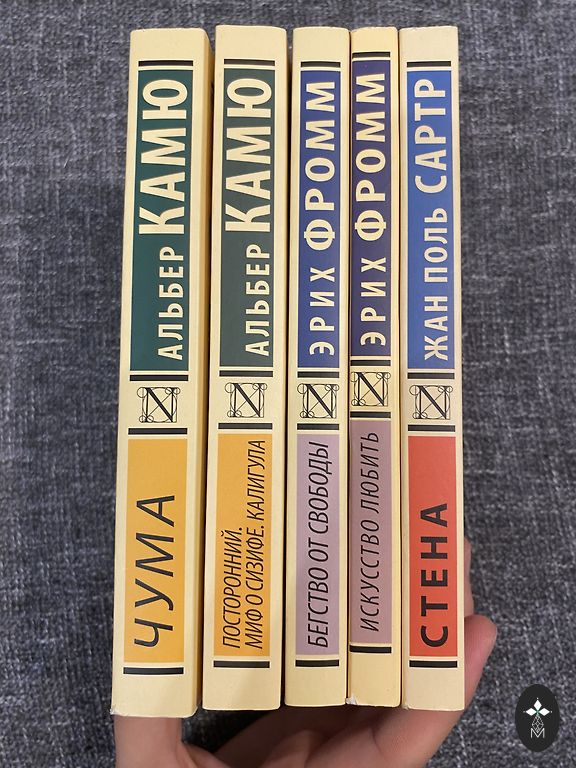 АЛЬБЕР КАМЮ
ЧУМА
АЛЬБЕР КАМЮ
ПОСТОРОННИЙ.
МИФ О СИЗИФЕ. КАЛИГУЛА
ЭРИХ ФРОММ
БЕГСТВО ОТ СВОБОДЫ
ЭРИХ ФРОММ
ИСКУССТВО ЛЮБИТЬ
ЖАН ПОЛЬ САРТР
СТЕНА